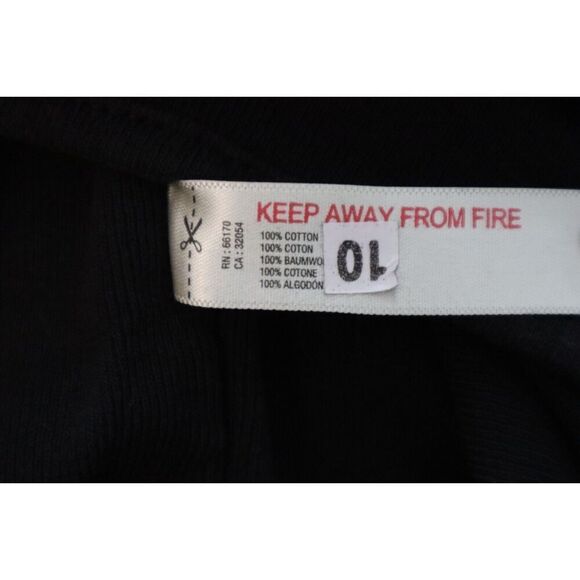 KEEP AWAY FROM FIRE
100% COTTON
100% COTON
100% BAUMWO
100% COTONE
100% ALGODÓN
10
RN: 66170
CA: 32054